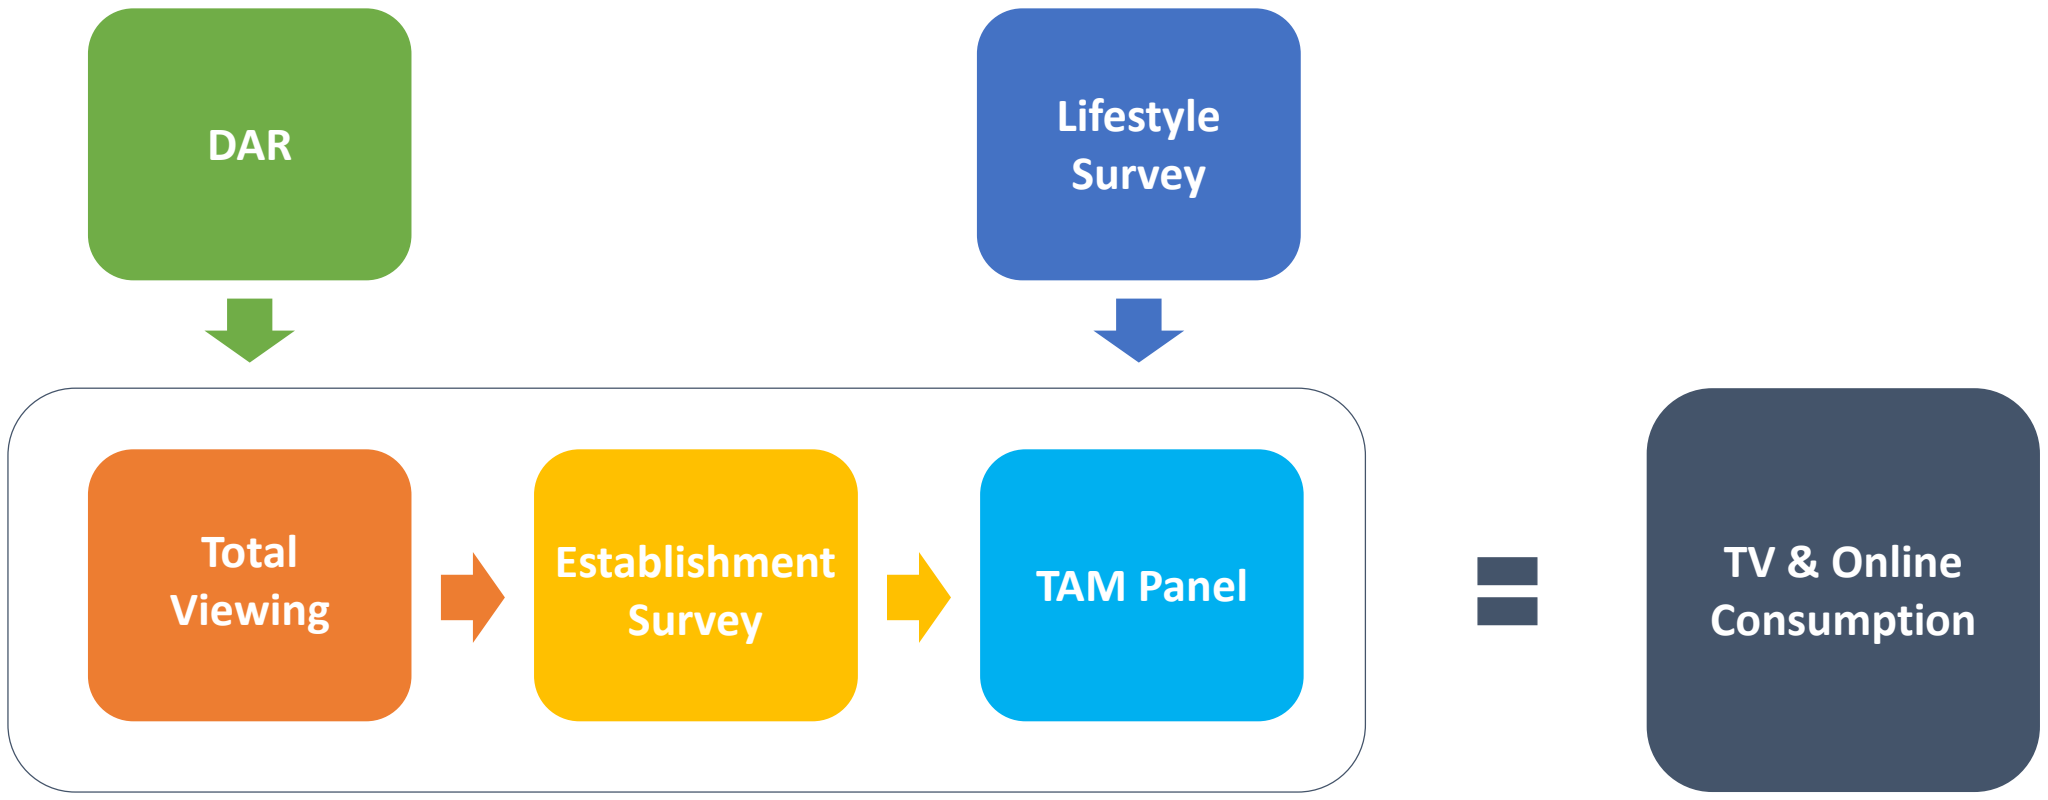 DAR
Lifestyle
Survey
Total
Viewing
Establishment
Survey
TAM Panel
TV & Online
Consumption